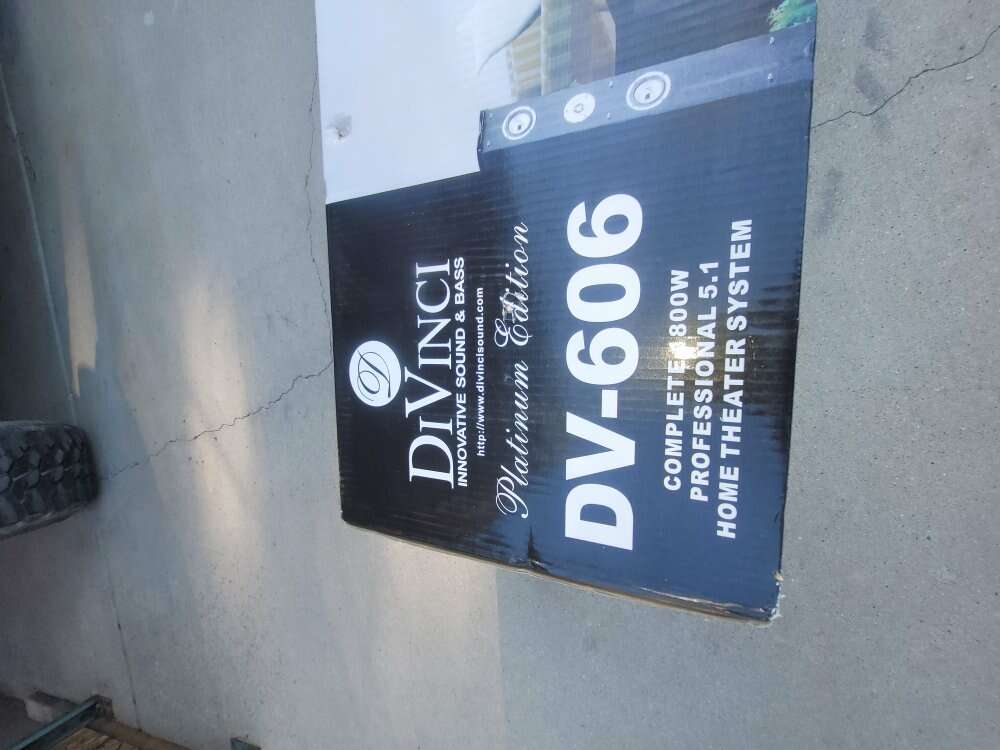 D
DIVINCI
INNOVATIVE SOUND & BASS
http://www.divincisound.com
Platinum Edition
DV-606
COMPLETE 1800W
PROFESSIONAL 5.1
HOME THEATER SYSTEM